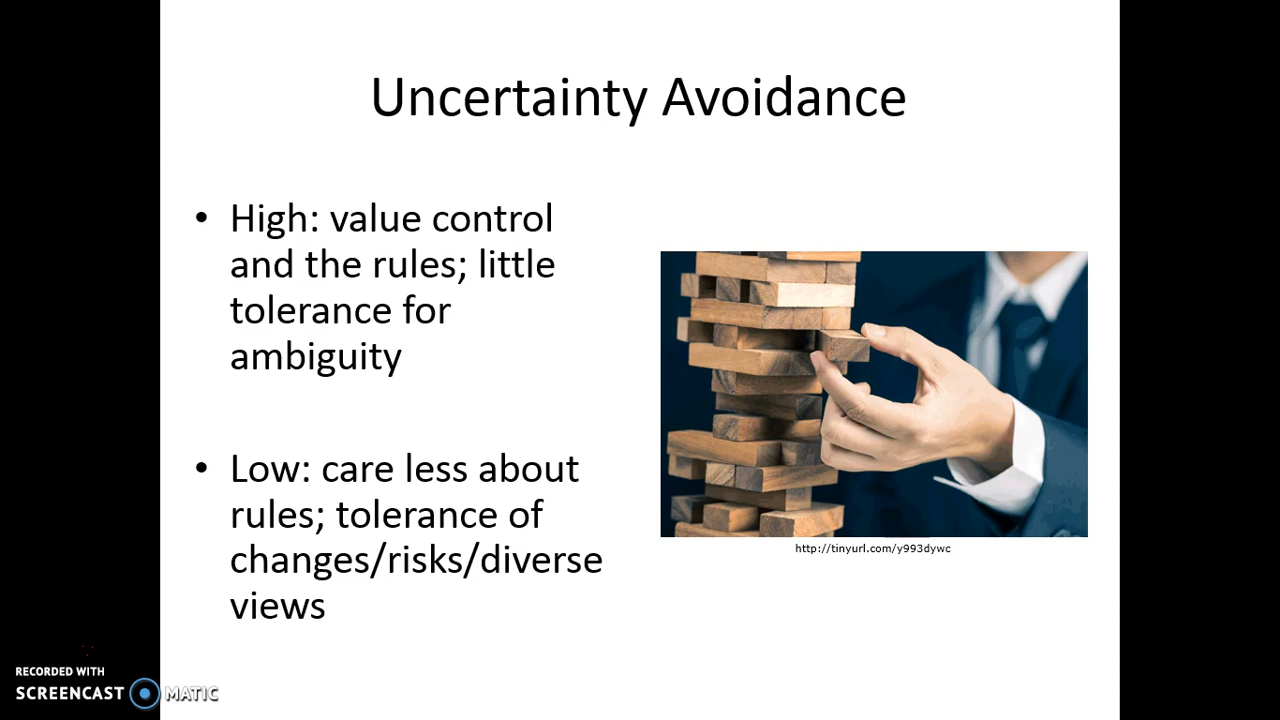 Uncertainty Avoidance
• High: value control
and the rules; little
tolerance for
ambiguity
• Low: care less about
rules; tolerance of
changes/risks/diverse
views
http://tinyurl.com/y993dywc
RECORDED WITH
SCREENCAST MATIC